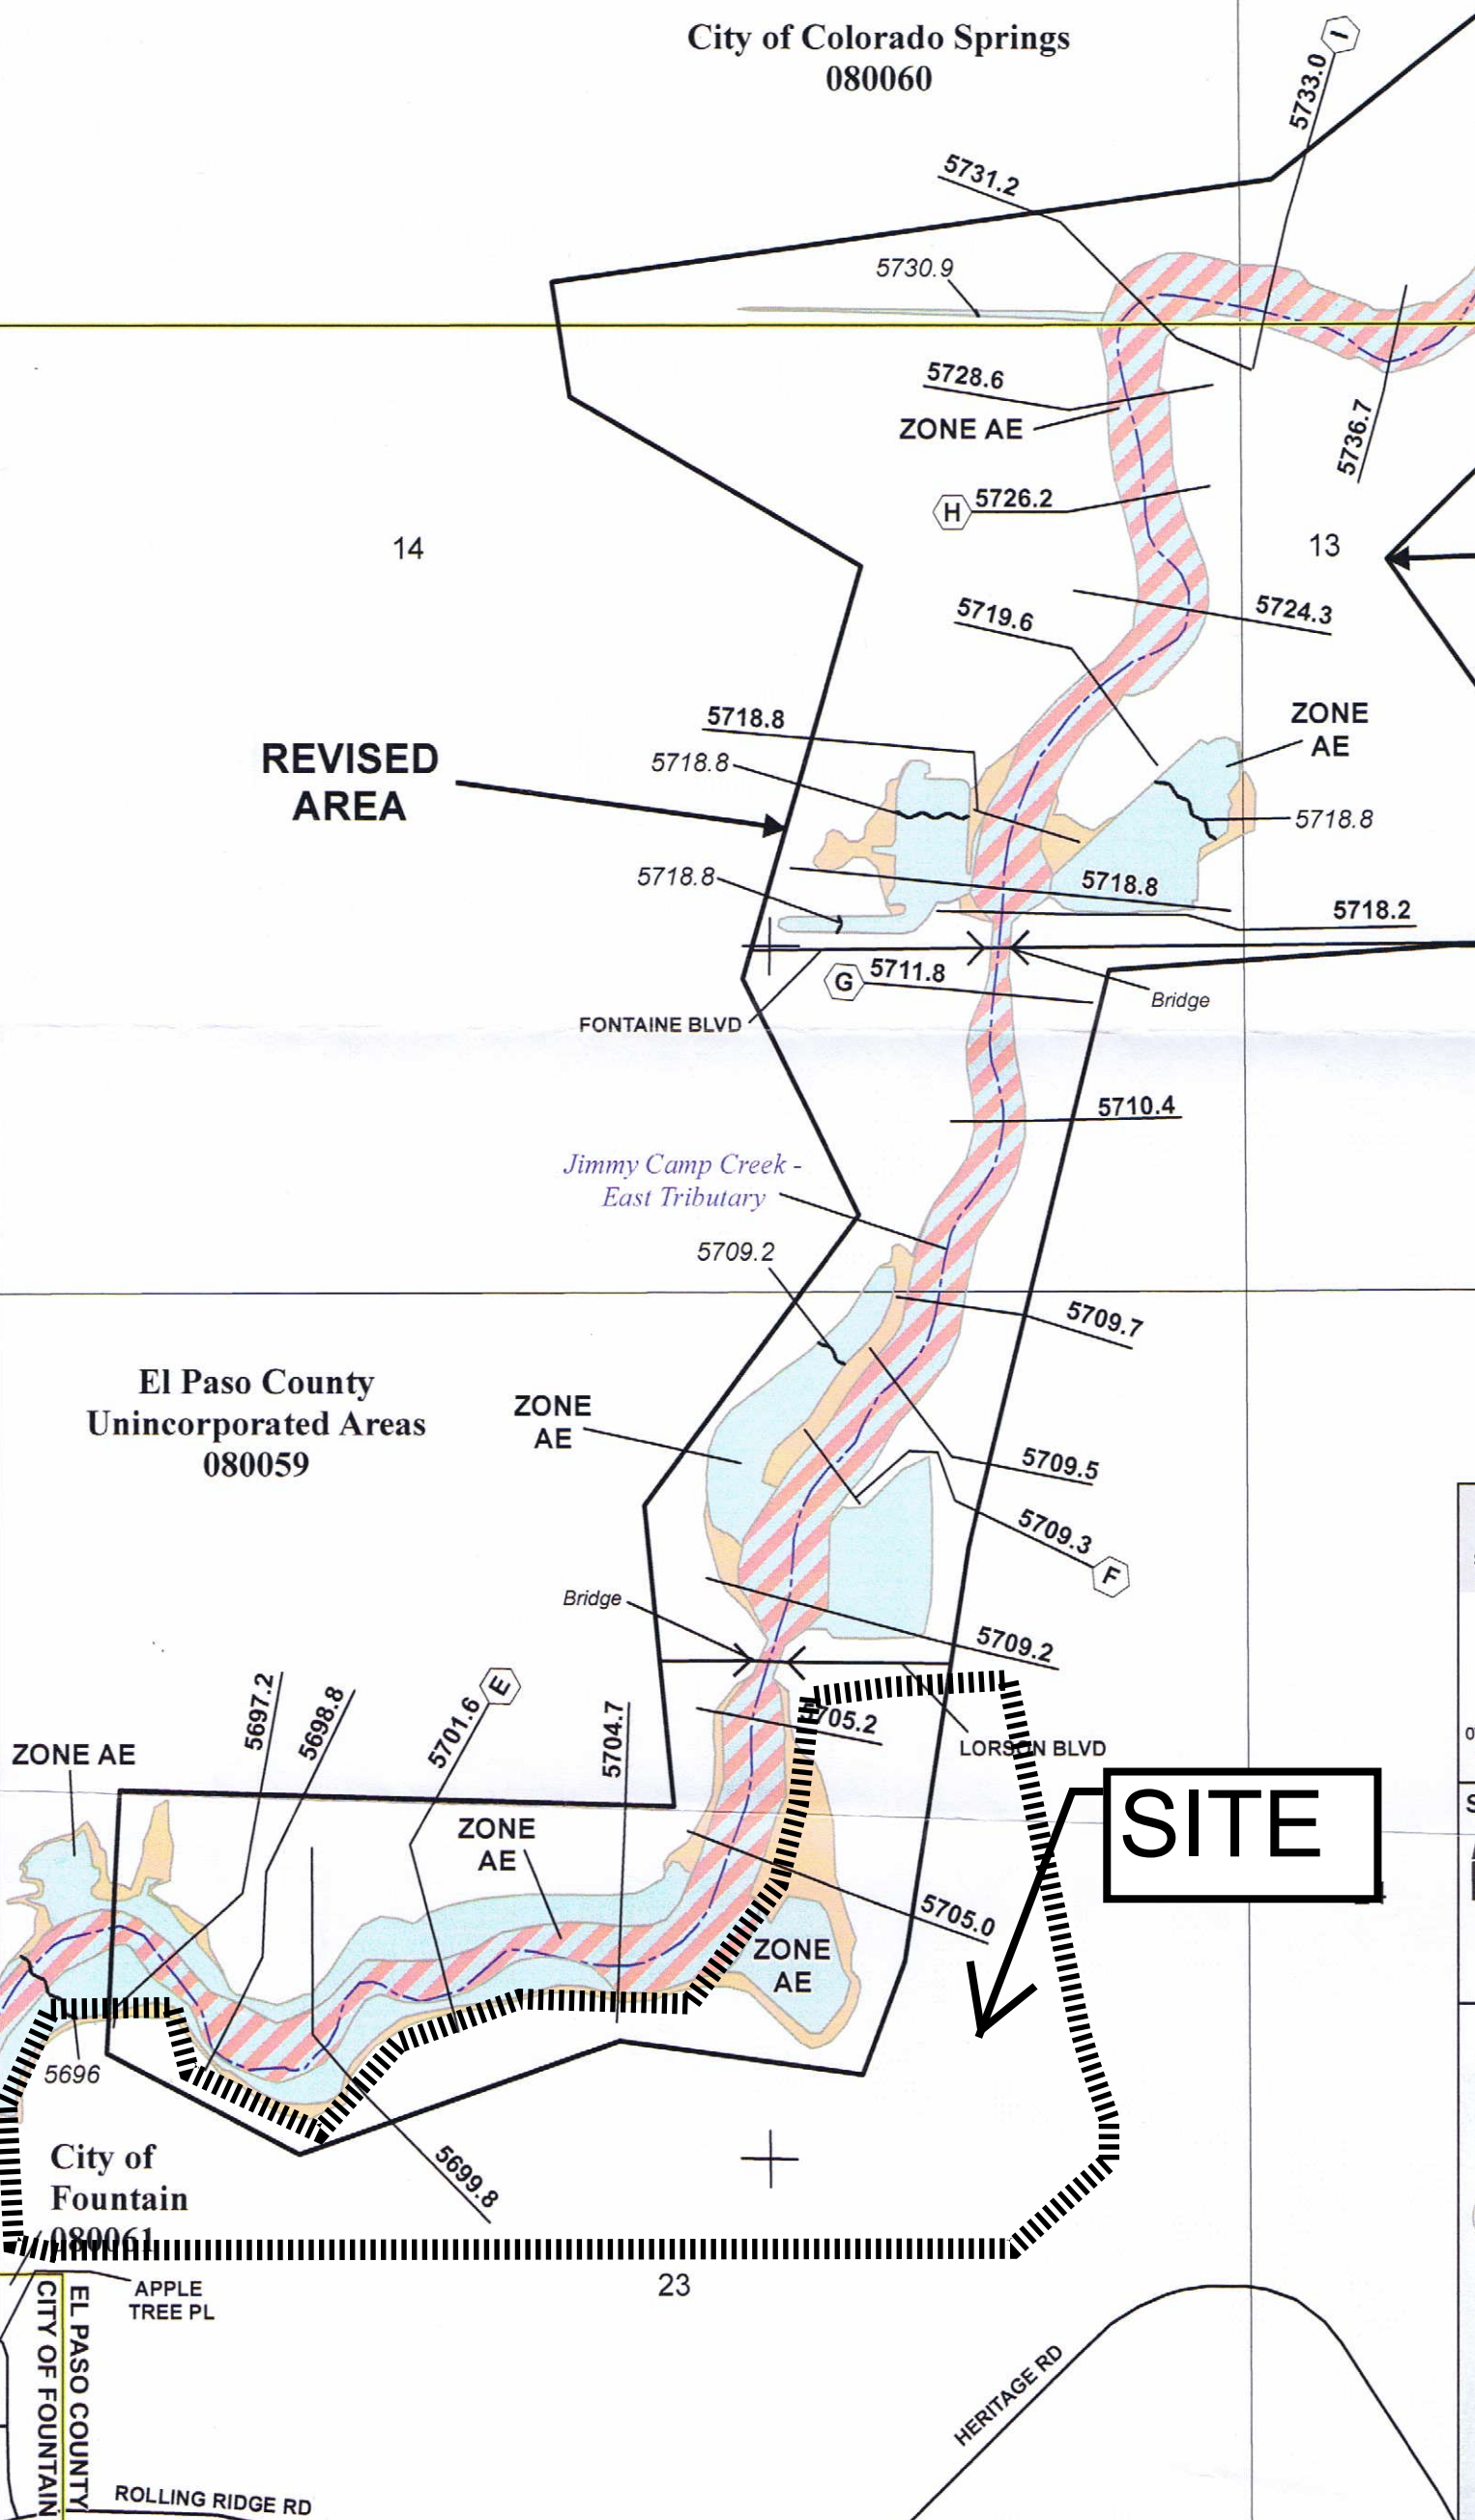 City of Colorado Springs
080060
5733.0
I
5731.2
5730.9
5728.6
ZONE AE
5736.7
H
5726.2
14
13
5724.3
5719.6
ZONE
AE
5718.8
REVISED
AREA
5718.8
5718.8
5718.8
5718.8
5718.2
G
5711.8
Bridge
FONTAINE BLVD
5710.4
Jimmy Camp Creek -
East Tributary
5709.2
5709.7
El Paso County
Unincorporated Areas
080059
ZONE
AE
5709.5
5709.3
F
Bridge
5709.2
5697.2
5698.8
5701.6
E
5704.7
5705.2
LORSON BLVD
ZONE AE
SITE
ZONE
AE
5705.0
ZONE
AE
5696
City of
Fountain
080061
5699.8
23
APPLE
TREE PL
EL PASO COUNTY
CITY OF FOUNTAIN
HERITAGE RD
ROLLING RIDGE RD